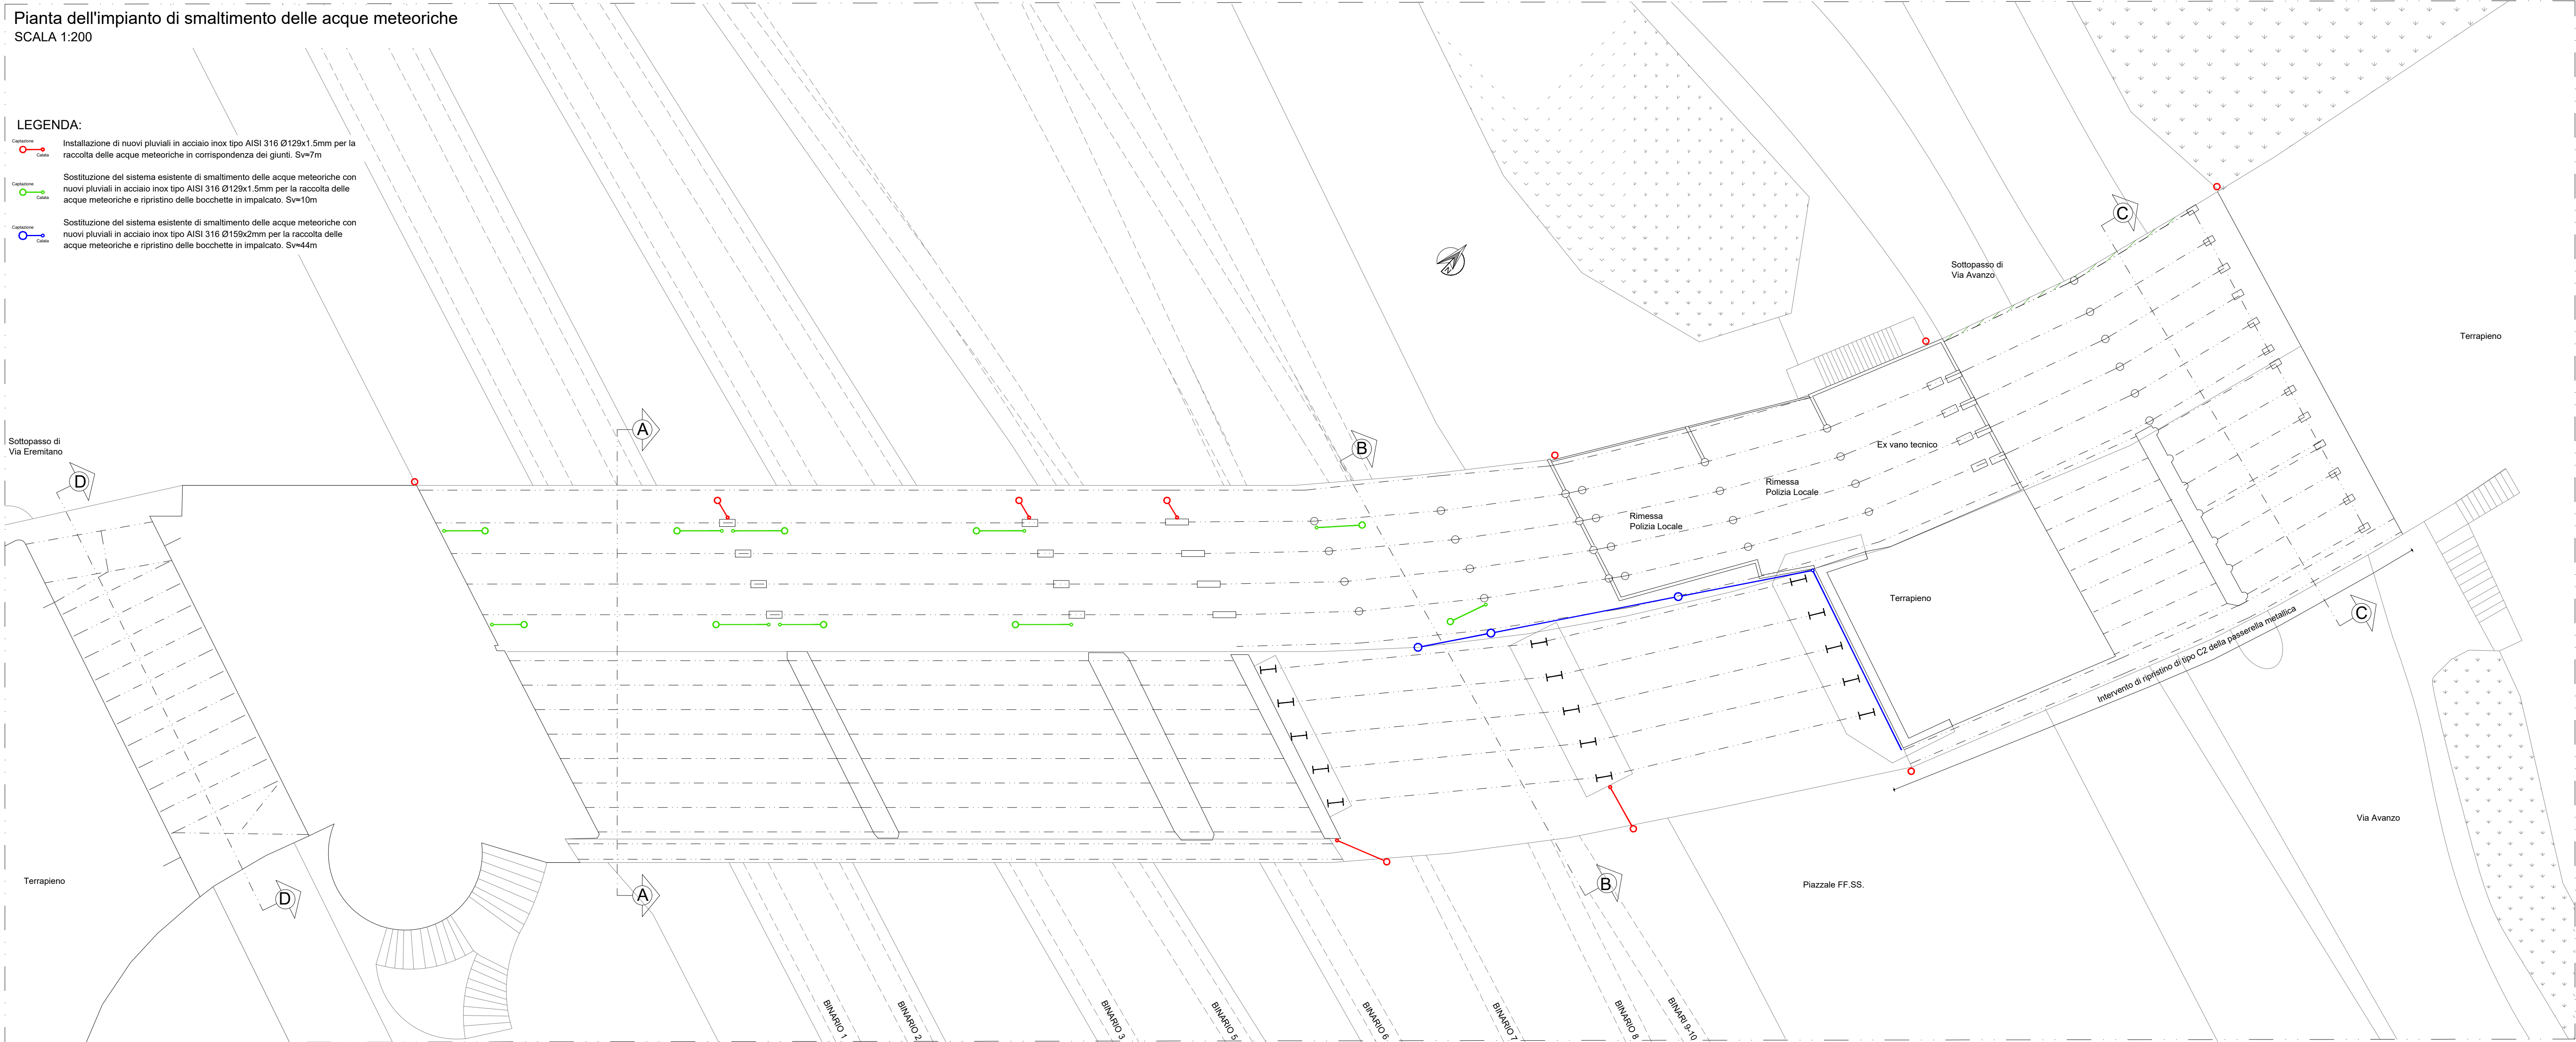 Pianta dell'impianto di smaltimento delle acque meteoriche
SCALA 1:200
LEGENDA:
Captazione
Calata
Installazione di nuovi pluviali in acciaio inox tipo AISI 316 Ø129x1.5mm per la
raccolta delle acque meteoriche in corrispondenza dei giunti. Sv≈7m
Captazione
Calata
Sostituzione del sistema esistente di smaltimento delle acque meteoriche con
nuovi pluviali in acciaio inox tipo AISI 316 Ø129x1.5mm per la raccolta delle
acque meteoriche e ripristino delle bocchette in impalcato. Sv≈10m
Captazione
Calata
Sostituzione del sistema esistente di smaltimento delle acque meteoriche con
nuovi pluviali in acciaio inox tipo AISI 316 Ø159x2mm per la raccolta delle
acque meteoriche e ripristino delle bocchette in impalcato. Sv≈44m
C
Sottopasso di
Via Avanzo
Terrapieno
Sottopasso di
Via Eremitano
D
A
B
Ex vano tecnico
Rimessa
Polizia Locale
Rimessa
Polizia Locale
Terrapieno
C
Intervento di ripristino di tipo C2 della passerella metallica
Via Avanzo
Terrapieno
D
A
B
Piazzale FF.SS.
BINARIO 1
BINARIO 2
BINARIO 3
BINARIO 5
BINARIO 6
BINARIO 7
BINARIO 8
BINARI 9-10